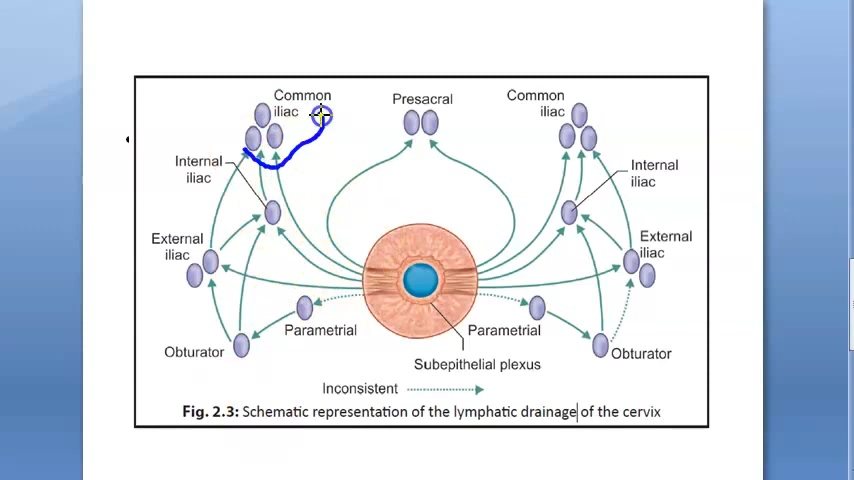 Common
iliac
Presacral
Common
iliac
Internal
iliac
Internal
iliac
External
iliac
External
iliac
Parametrial
Parametrial
Obturator
Obturator
Subepithelial plexus
Inconsistent
Fig. 2.3: Schematic representation of the lymphatic drainage of the cervix